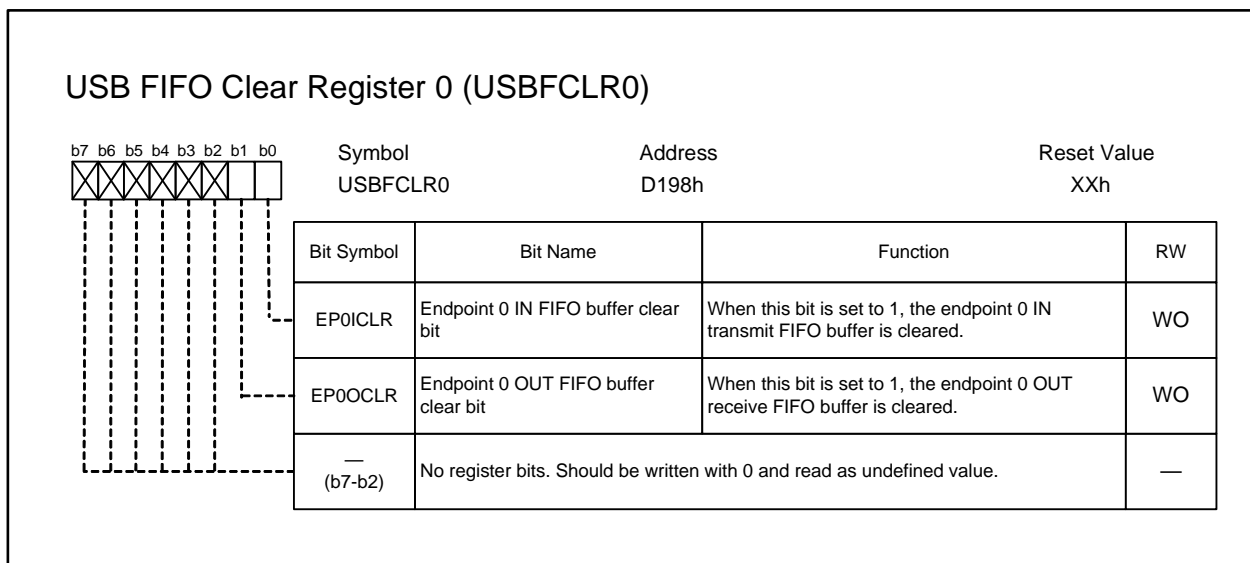 USB FIFO Clear Register 0 (USBFCLR0)
b7 b6 b5 b4 b3 b2 b1 b0
Symbol Address Reset Value
USBFCLR0 D198h XXh
Bit Symbol Bit Name Function RW
EP0ICLR Endpoint 0 IN FIFO buffer clear bit When this bit is set to 1, the endpoint 0 IN transmit FIFO buffer is cleared. WO
EP0OCLR Endpoint 0 OUT FIFO buffer clear bit When this bit is set to 1, the endpoint 0 OUT receive FIFO buffer is cleared. WO
— (b7-b2) No register bits. Should be written with 0 and read as undefined value. —